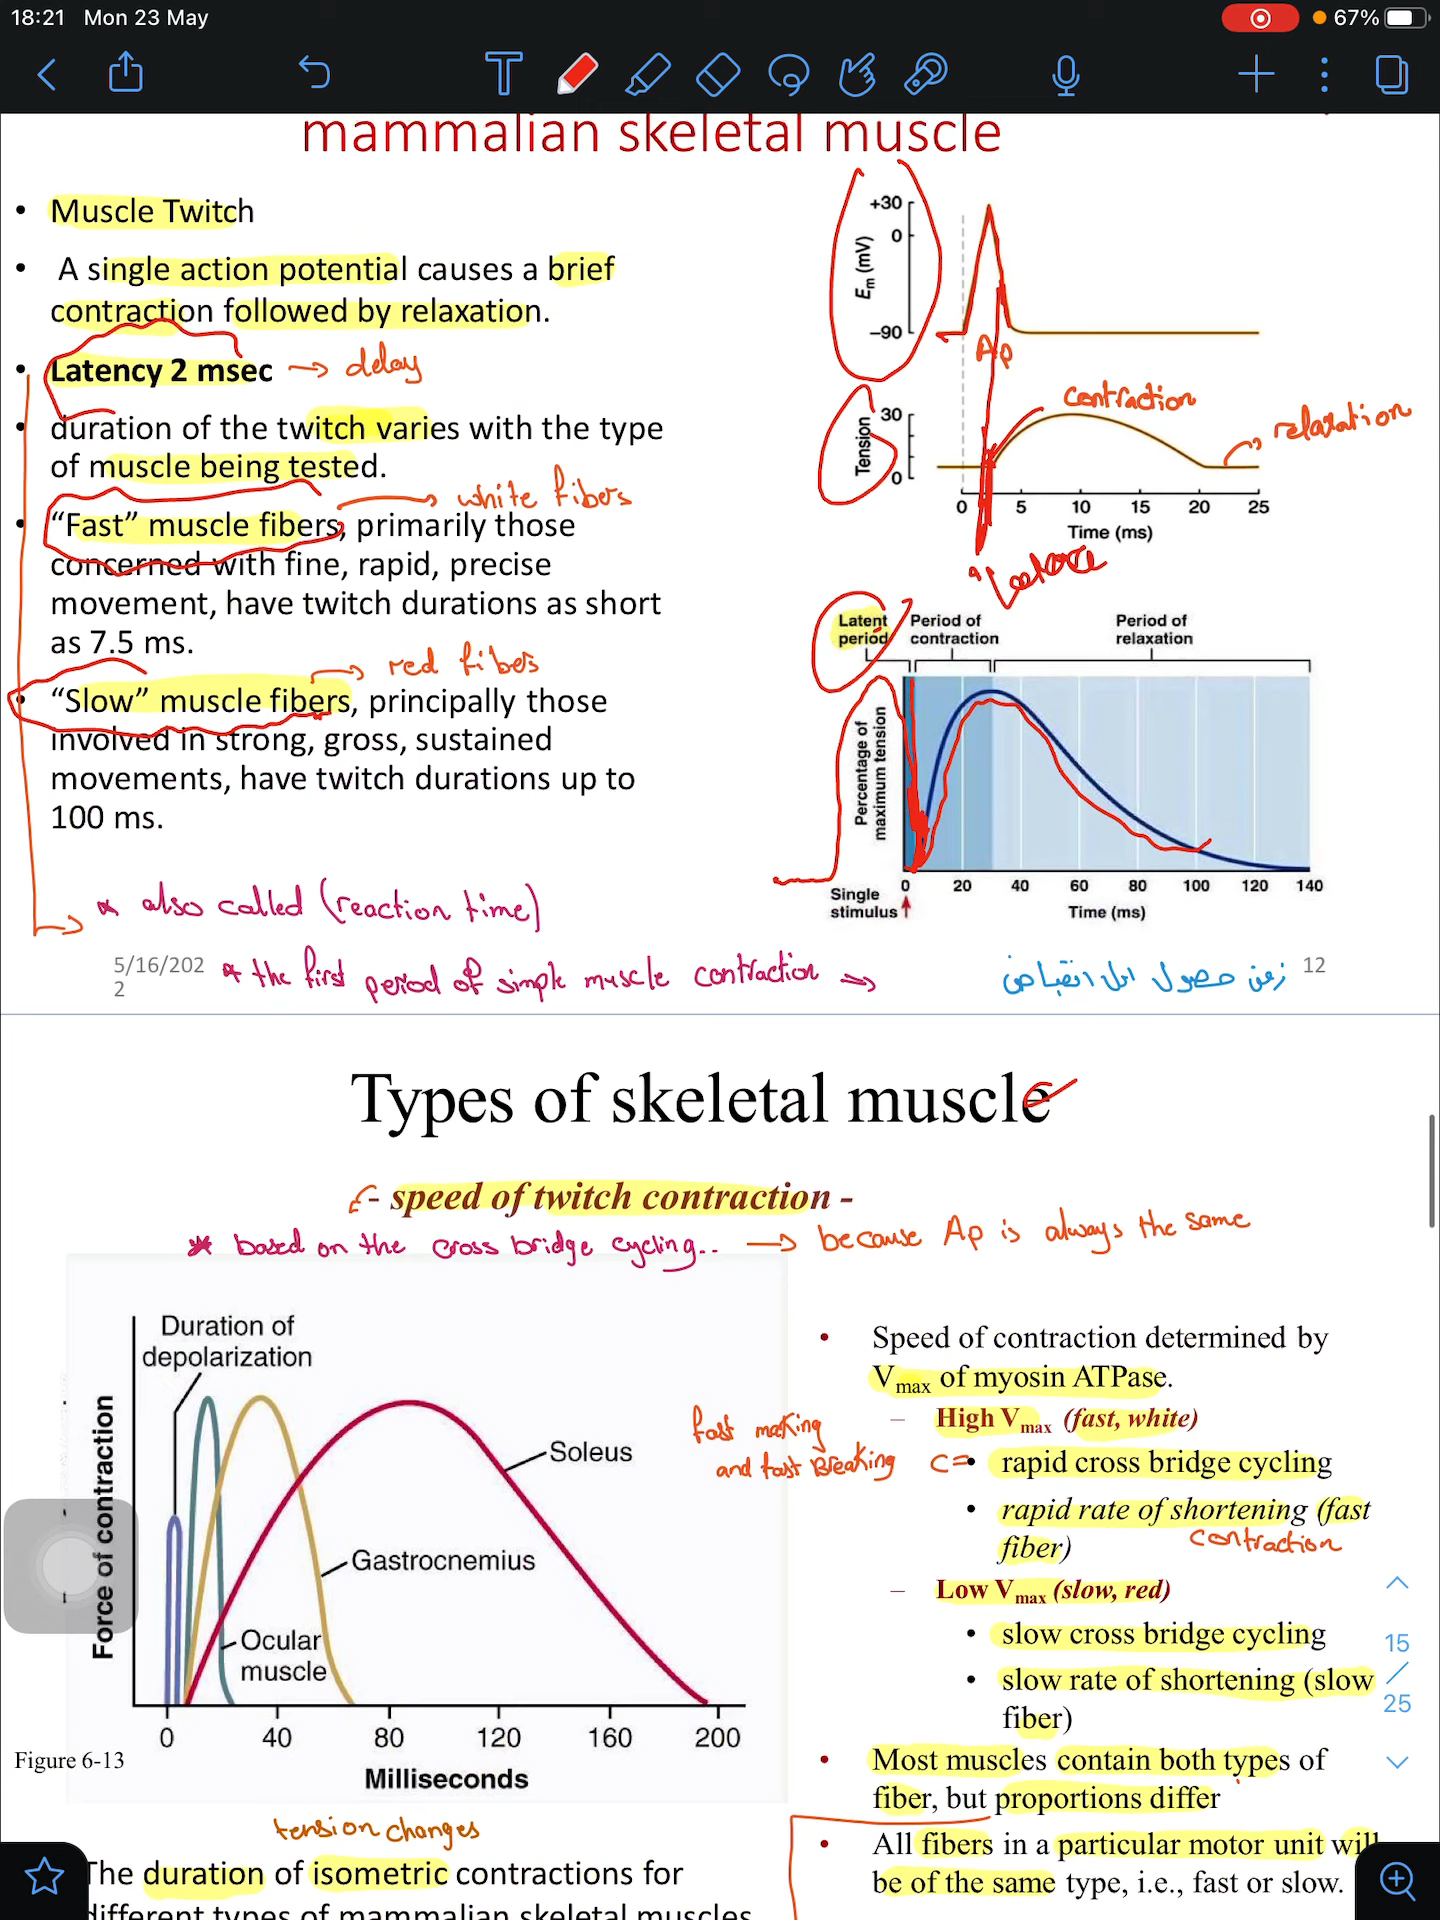 18:21 Mon 23 May
67%
mammalian skeletal muscle
• Muscle Twitch
• A single action potential causes a brief
contraction followed by relaxation.
• Latency 2 msec → delay
• duration of the twitch varies with the type
of muscle being tested.
→ white fibers
• “Fast” muscle fibers, primarily those
concerned with fine, rapid, precise
movement, have twitch durations as short
as 7.5 ms.
→ red fibers
• “Slow” muscle fibers, principally those
involved in strong, gross, sustained
movements, have twitch durations up to
100 ms.
* also called (reaction time)
5/16/202
2
* the first period of simple muscle contraction →
12
+30
0
Em (mV)
–90
Ap
contraction
relaxation
30
Tension
0
0 5 10 15 20 25
Time (ms)
Latent
period
Period of
contraction
Period of
relaxation
Percentage of
maximum tension
0 20 40 60 80 100 120 140
Single
stimulus
Time (ms)
Types of skeletal muscle
- speed of twitch contraction -
* based on the cross bridge cycling.. → because Ap is always the same
Duration of
depolarization
Force of contraction
Soleus
Gastrocnemius
Ocular
muscle
0 40 80 120 160 200
Figure 6-13
Milliseconds
tension changes
The duration of isometric contractions for
different types of mammalian skeletal muscles
• Speed of contraction determined by
Vmax of myosin ATPase.
– High Vmax (fast, white)
fast making
and fast Breaking
• rapid cross bridge cycling
• rapid rate of shortening (fast
fiber)
contraction
– Low Vmax (slow, red)
• slow cross bridge cycling
• slow rate of shortening (slow
fiber)
15
/
25
• Most muscles contain both types of
fiber, but proportions differ
• All fibers in a particular motor unit will
be of the same type, i.e., fast or slow.